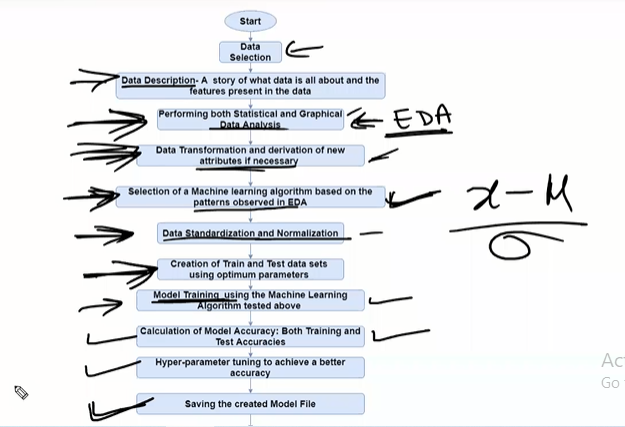 Start
Data
Selection
Data Description- A story of what data is all about and the
features present in the data
Performing both Statistical and Graphical
Data Analysis
EDA
Data Transformation and derivation of new
attributes if necessary
Selection of a Machine learning algorithm based on the
patterns observed in EDA
x - μ
σ
Data Standardization and Normalization
Creation of Train and Test data sets
using optimum parameters
Model Training using the Machine Learning
Algorithm tested above
Calculation of Model Accuracy: Both Training and
Test Accuracies
Hyper-parameter tuning to achieve a better
accuracy
Ac
Go
Saving the created Model File